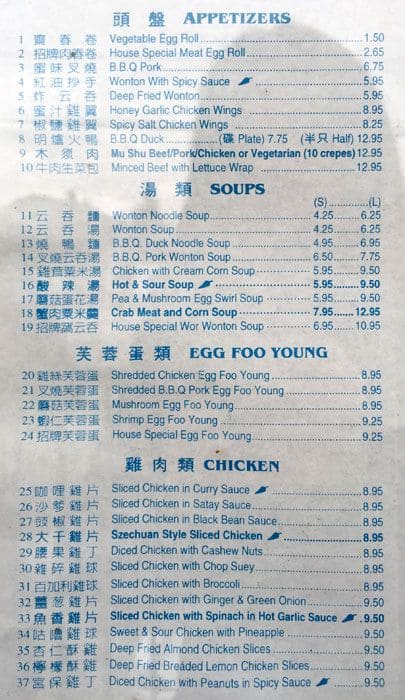 頭盤 APPETIZERS
1 齋春卷 Vegetable Egg Roll 1.50
2 招牌肉春卷 House Special Meat Egg Roll 2.65
3 蜜味叉燒 B.B.Q Pork 6.75
4 紅油抄手 Wonton With Spicy Sauce 5.95
5 炸云吞 Deep Fried Wonton 5.95
6 蜜汁雞翼 Honey Garlic Chicken Wings 8.95
7 椒鹽雞翼 Spicy Salt Chicken Wings 8.25
8 明爐火鴨 B.B.Q Duck (碟 Plate) 7.75 (半只 Half) 12.95
9 木須肉 Mu Shu Beef/Pork/Chicken or Vegetarian (10 crepes) 12.95
10 牛肉生菜包 Minced Beef with Lettuce Wrap 12.95
湯類 SOUPS
(S) (L)
11 云吞麵 Wonton Noodle Soup 4.25 6.25
12 云吞湯 Wonton Soup 4.25 5.95
13 燒鴨麵 B.B.Q. Duck Noodle Soup 4.95 6.95
14 叉燒云吞湯 B.B.Q. Pork Wonton Soup 6.50 7.50
15 雞茸粟米湯 Chicken with Cream Corn Soup 5.95 9.50
16 酸辣湯 Hot & Sour Soup 5.95 9.50
17 蘑菇蛋花湯 Pea & Mushroom Egg Swirl Soup 5.95 9.50
18 蟹肉粟米羹 Crab Meat and Corn Soup 7.95 12.95
19 招牌窩云吞 House Special Wor Wonton Soup 6.95 10.95
芙蓉蛋類 EGG FOO YOUNG
20 雞絲芙蓉蛋 Shredded Chicken Egg Foo Young 8.95
21 叉燒芙蓉蛋 Shredded B.B.Q Pork Egg Foo Young 8.95
22 蘑菇芙蓉蛋 Mushroom Egg Foo Young 8.95
23 蝦仁芙蓉蛋 Shrimp Egg Foo Young 9.25
24 招牌芙蓉蛋 House Special Egg Foo Young 9.25
雞肉類 CHICKEN
25 咖哩雞片 Sliced Chicken in Curry Sauce 8.95
26 沙爹雞片 Sliced Chicken in Satay Sauce 8.95
27 豉椒雞片 Sliced Chicken in Black Bean Sauce 8.95
28 大千雞片 Szechuan Style Sliced Chicken 8.95
29 腰果雞丁 Diced Chicken with Cashew Nuts 8.95
30 雞碎雞球 Sliced Chicken with Chop Suey 8.95
31 百加利雞球 Sliced Chicken with Broccoli 8.95
32 薑葱雞片 Sliced Chicken with Ginger & Green Onion 9.50
33 魚香雞片 Sliced Chicken with Spinach in Hot Garlic Sauce 9.50
34 咕嚕雞球 Sweet & Sour Chicken with Pineapple 9.50
35 杏仁酥雞 Deep Fried Almond Chicken Slices 9.50
36 檸檬酥雞 Deep Fried Breaded Lemon Chicken Slices 9.50
37 宮保雞丁 Diced Chicken with Peanuts in Spicy Sauce 9.50